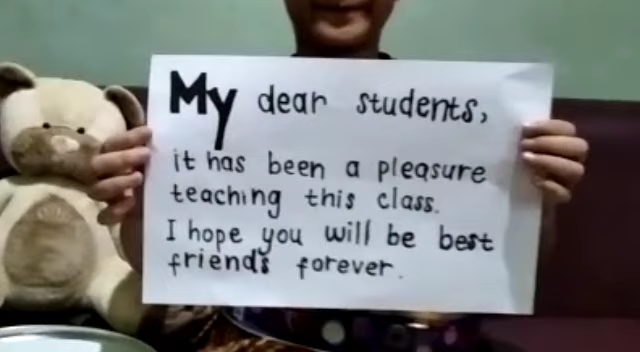 My dear students,
it has been a pleasure
teaching this class.
I hope you will be best
friends forever.